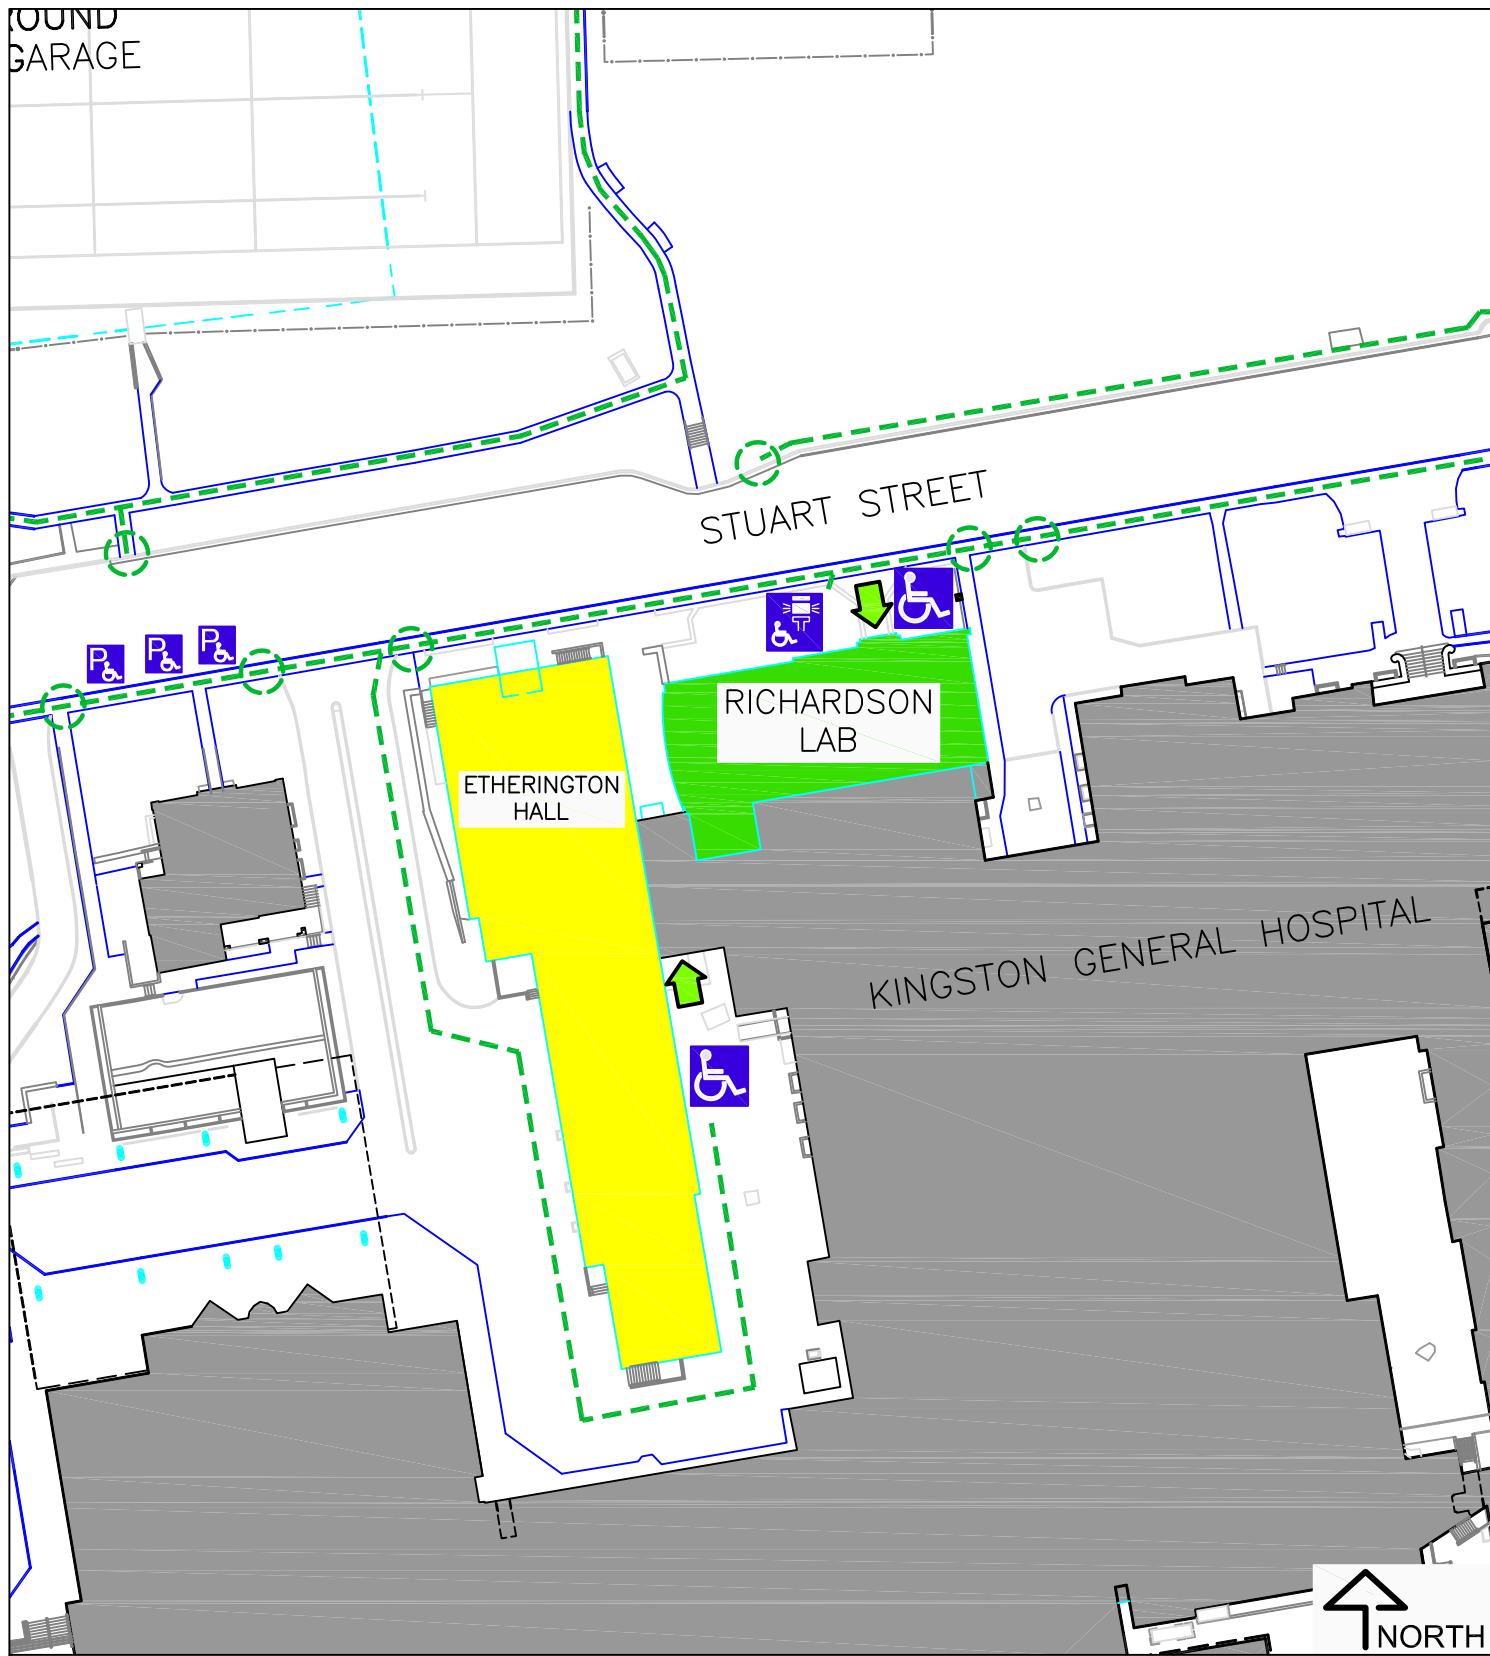 GARAGE
STUART STREET
P
P
P
RICHARDSON
LAB
ETHERINGTON
HALL
KINGSTON GENERAL HOSPITAL
NORTH